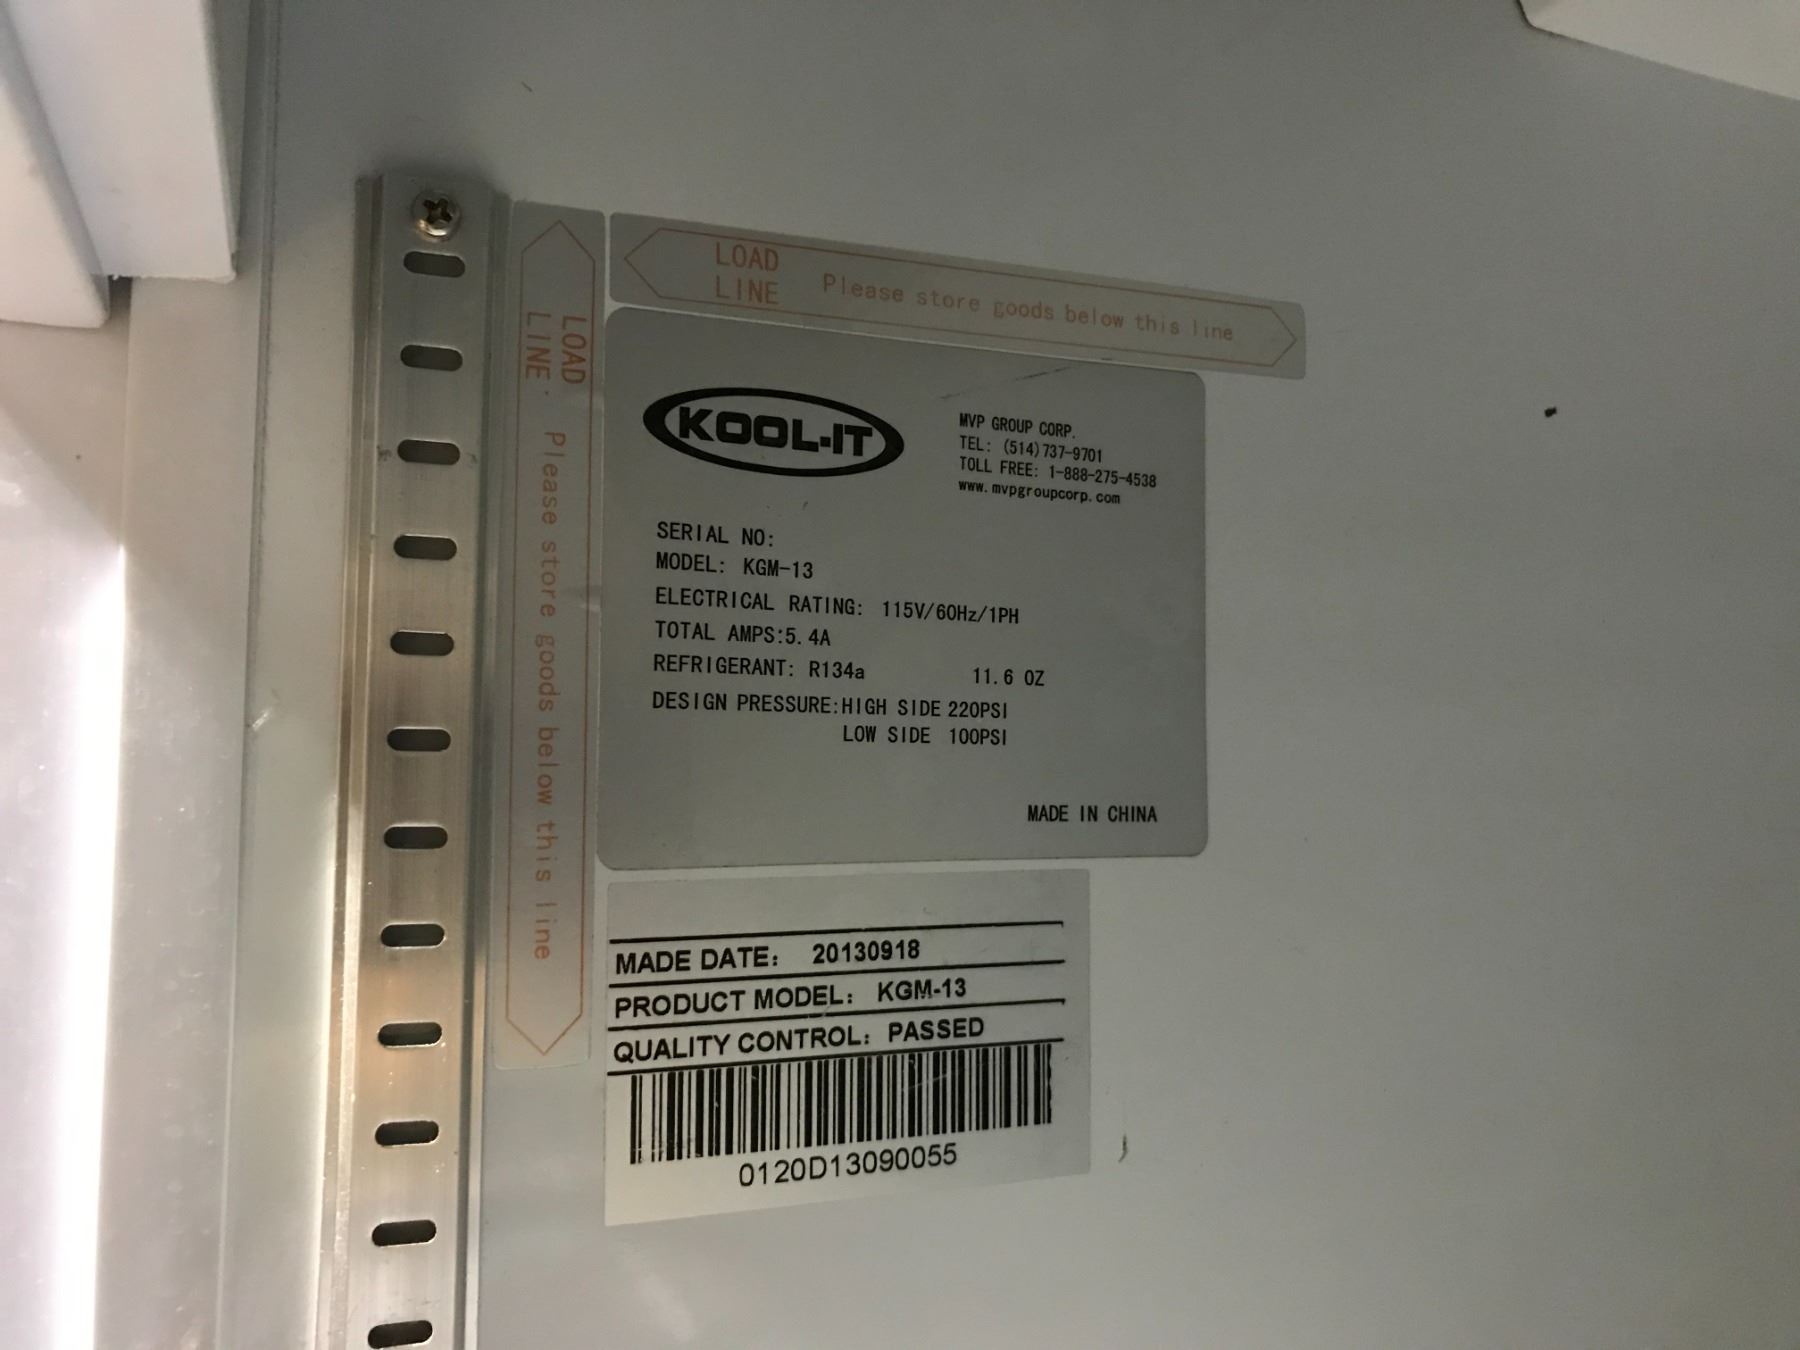 LOAD
LINE
Please store goods below this line
LOAD
LINE
Please store goods below this line
KOOL-IT
MVP GROUP CORP.
TEL: (514)737-9701
TOLL FREE: 1-888-275-4538
www.mvpgroupcorp.com
SERIAL NO:
MODEL: KGM-13
ELECTRICAL RATING: 115V/60Hz/1PH
TOTAL AMPS:5.4A
REFRIGERANT: R134a 11.6 OZ
DESIGN PRESSURE:HIGH SIDE 220PSI
LOW SIDE 100PSI
MADE IN CHINA
MADE DATE: 20130918
PRODUCT MODEL: KGM-13
QUALITY CONTROL: PASSED
0120D13090055